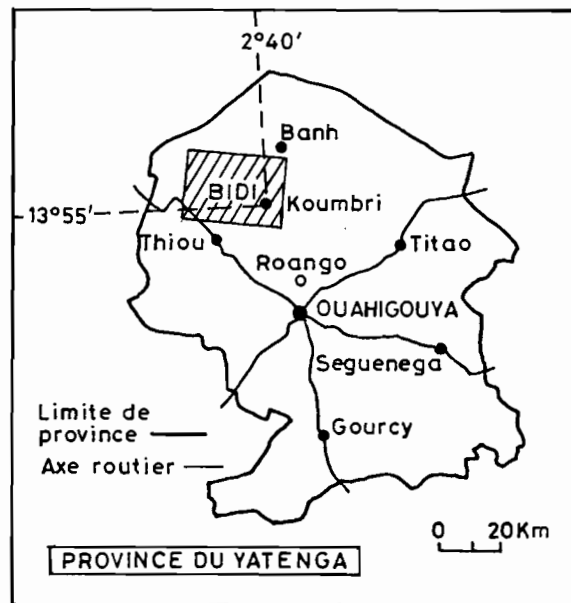 2°40'
Banh
BIDI
Koumbri
13°55'
Thiou
Titao
Roango
OUAHIGOUYA
Seguenega
Limite de
province
Gourcy
Axe routier
0 20Km
PROVINCE DU YATENGA